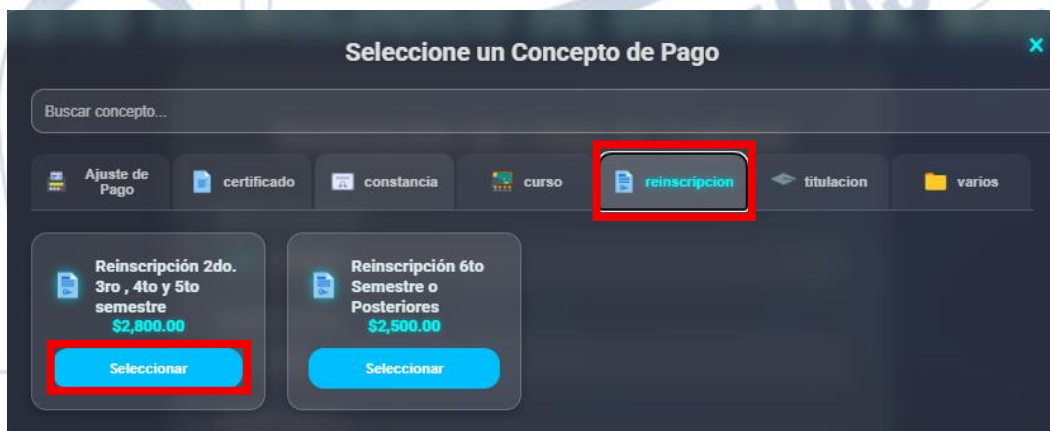 Seleccione un Concepto de Pago
×
Buscar concepto...
Ajuste de
Pago
certificado
constancia
curso
reinscripcion
titulacion
varios
Reinscripción 2do.
3ro , 4to y 5to
semestre
$2,800.00
Seleccionar
Reinscripción 6to
Semestre o
Posteriores
$2,500.00
Seleccionar